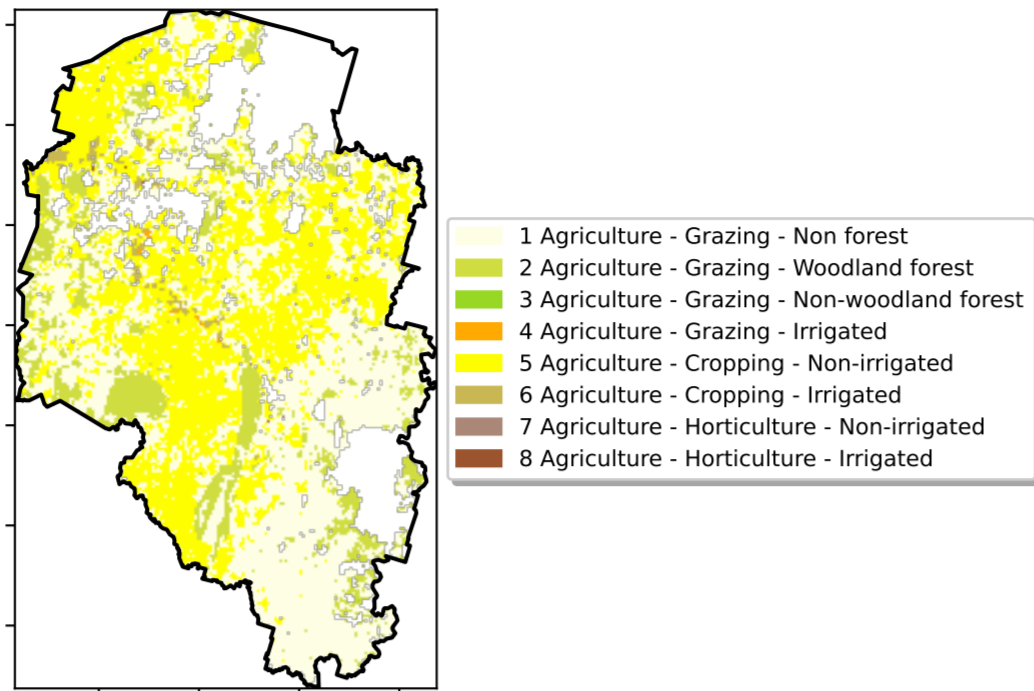 1 Agriculture - Grazing - Non forest
2 Agriculture - Grazing - Woodland forest
3 Agriculture - Grazing - Non-woodland forest
4 Agriculture - Grazing - Irrigated
5 Agriculture - Cropping - Non-irrigated
6 Agriculture - Cropping - Irrigated
7 Agriculture - Horticulture - Non-irrigated
8 Agriculture - Horticulture - Irrigated